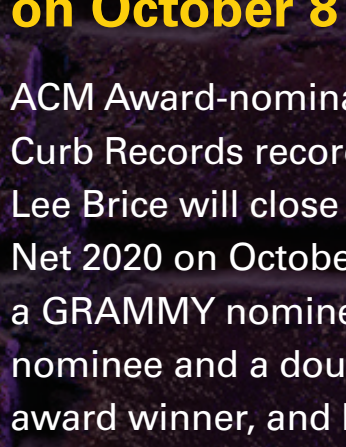 on October 8
ACM Award-nomina
Curb Records recor
Lee Brice will close
Net 2020 on Octobe
a GRAMMY nomine
nominee and a dou
award winner, and